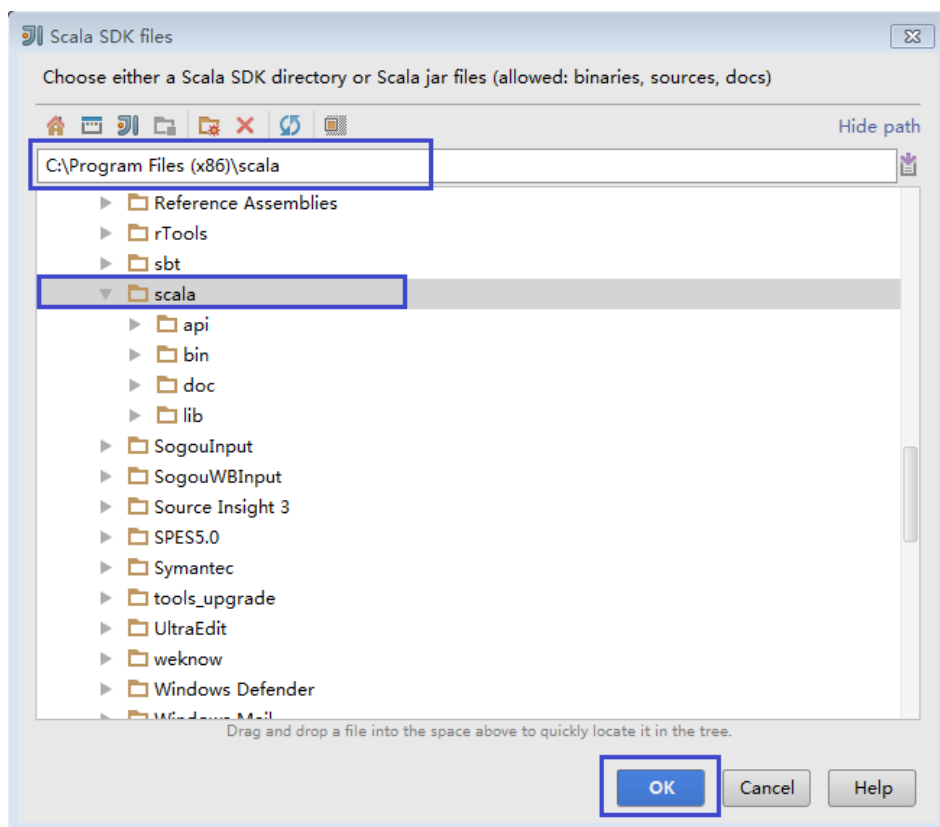 Scala SDK files
Choose either a Scala SDK directory or Scala jar files (allowed: binaries, sources, docs)
Hide path
C:\Program Files (x86)\scala
Reference Assemblies
rTools
sbt
scala
api
bin
doc
lib
SogouInput
SogouWBInput
Source Insight 3
SPES5.0
Symantec
tools_upgrade
UltraEdit
weknow
Windows Defender
Windows Mail
Drag and drop a file into the space above to quickly locate it in the tree.
OK Cancel Help